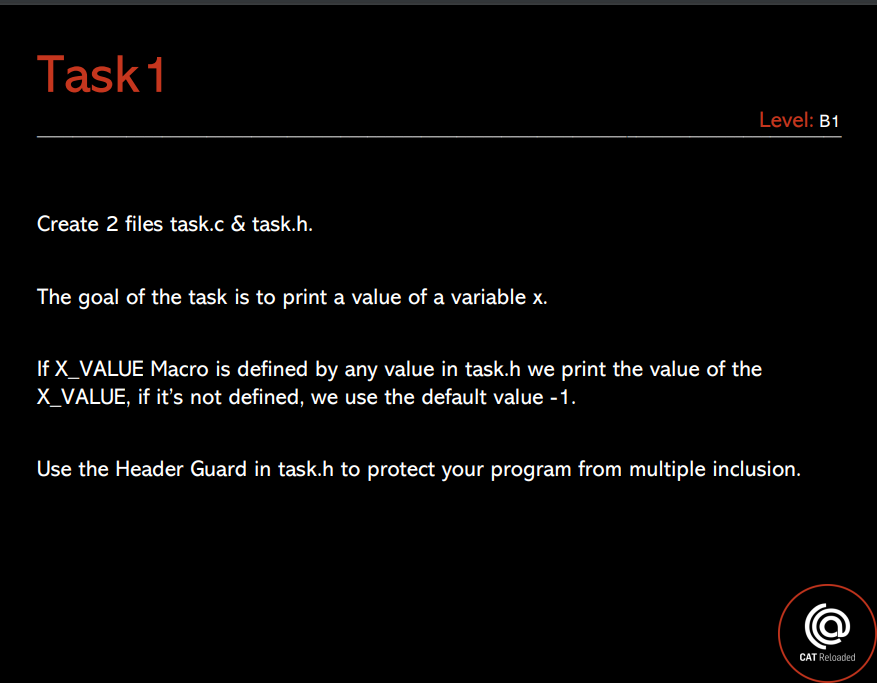 Task1
Level: B1
Create 2 files task.c & task.h.
The goal of the task is to print a value of a variable x.
If X_VALUE Macro is defined by any value in task.h we print the value of the
X_VALUE, if it’s not defined, we use the default value -1.
Use the Header Guard in task.h to protect your program from multiple inclusion.
CAT Reloaded